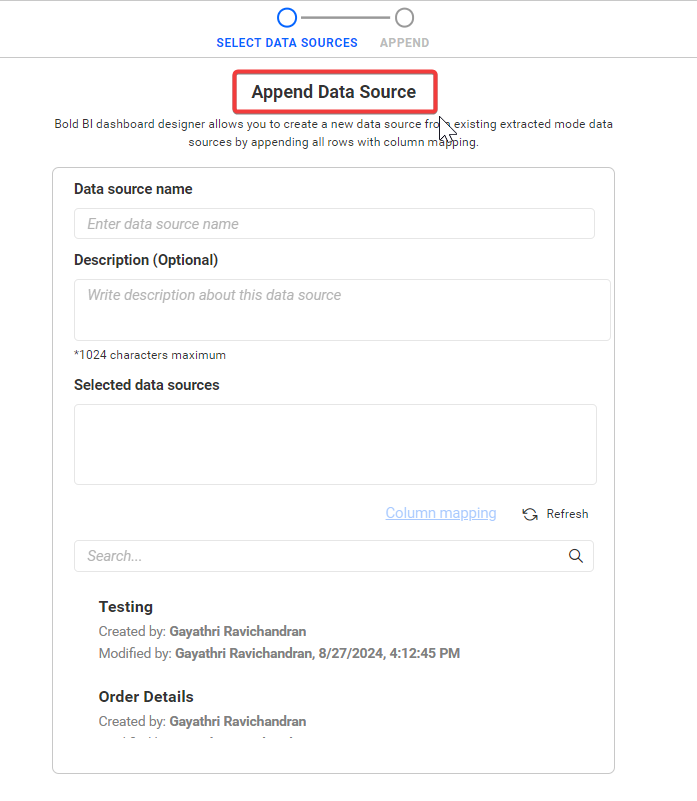 SELECT DATA SOURCES APPEND
Append Data Source
Bold BI dashboard designer allows you to create a new data source from existing extracted mode data
sources by appending all rows with column mapping.
Data source name
Enter data source name
Description (Optional)
Write description about this data source
*1024 characters maximum
Selected data sources
Column mapping Refresh
Search...
Testing
Created by: Gayathri Ravichandran
Modified by: Gayathri Ravichandran, 8/27/2024, 4:12:45 PM
Order Details
Created by: Gayathri Ravichandran